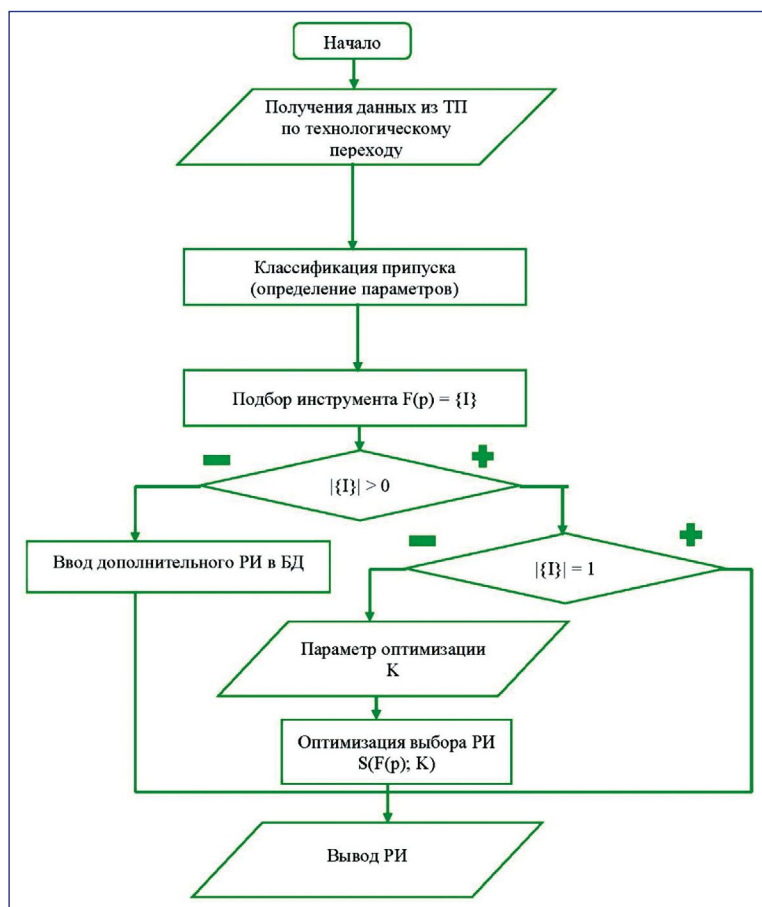 Начало
Получения данных из ТП
по технологическому
переходу
Классификация припуска
(определение параметров)
Подбор инструмента F(p) = {I}
|{I}| > 0
Ввод дополнительного РИ в БД
|{I}| = 1
Параметр оптимизации
K
Оптимизация выбора РИ
S(F(p); K)
Вывод РИ